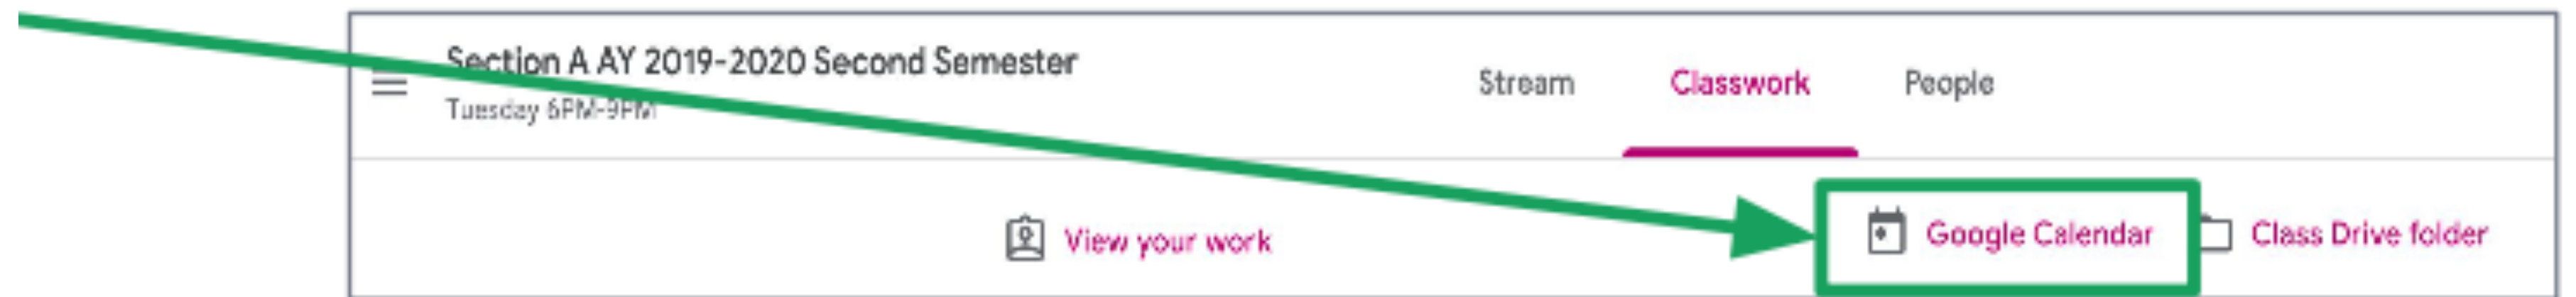 Section A AY 2019-2020 Second Semester
Tuesday 6PM-9PM
Stream Classwork People
View your work Google Calendar Class Drive folder